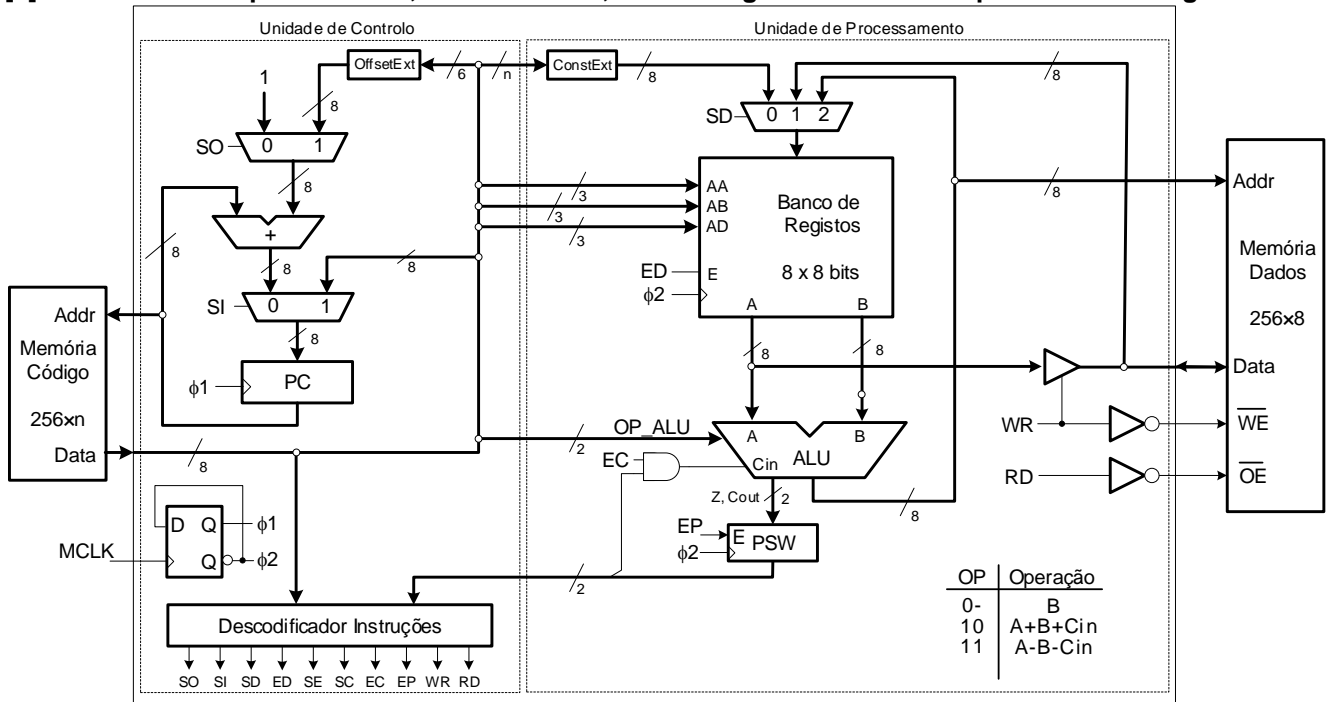 Unidade de Controlo
Unidade de Processamento
OffsetExt
6
n
ConstExt
8
8
1
8
SO
0 1
8
SD
0 1 2
AA
AB
AD
3
3
3
Banco de
Registos
8 x 8 bits
ED
E
φ2
A B
8
Addr
Memória
Dados
256×8
Data
WE
OE
+
8
8
8
SI
0 1
8
PC
φ1
Addr
Memória
Código
256×n
Data
8
8
8
WR
RD
2
OP_ALU
A B
ALU
EC
Cin
Z, Cout
2
8
EP
E
PSW
φ2
2
D Q
Q
φ1
φ2
MCLK
Descodificador Instruções
SO SI SD ED SE SC EC EP WR RD
OP Operação
0- B
10 A+B+Cin
11 A-B-Cin